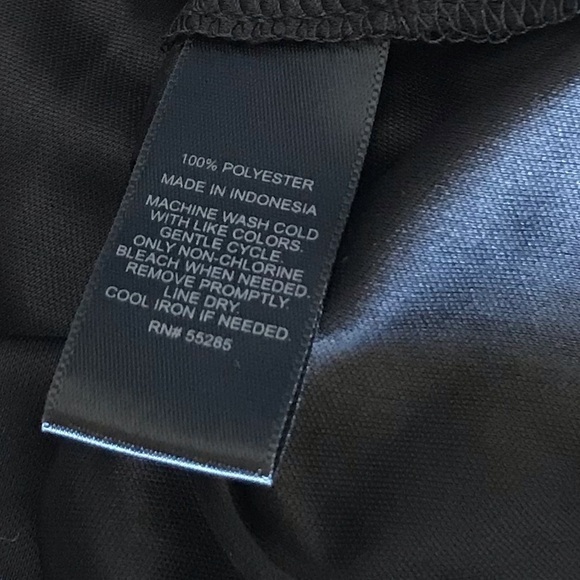 100% POLYESTER
MADE IN INDONESIA
MACHINE WASH COLD
WITH LIKE COLORS.
GENTLE CYCLE.
ONLY NON-CHLORINE
BLEACH WHEN NEEDED.
REMOVE PROMPTLY.
LINE DRY.
COOL IRON IF NEEDED.
RN# 55285